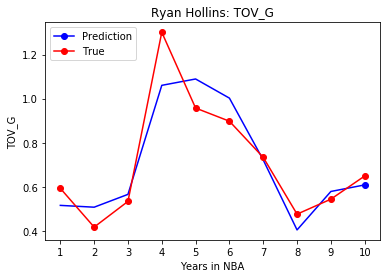 Ryan Hollins: TOV_G
Prediction
True
TOV_G
1.2
1.0
0.8
0.6
0.4
1 2 3 4 5 6 7 8 9 10
Years in NBA